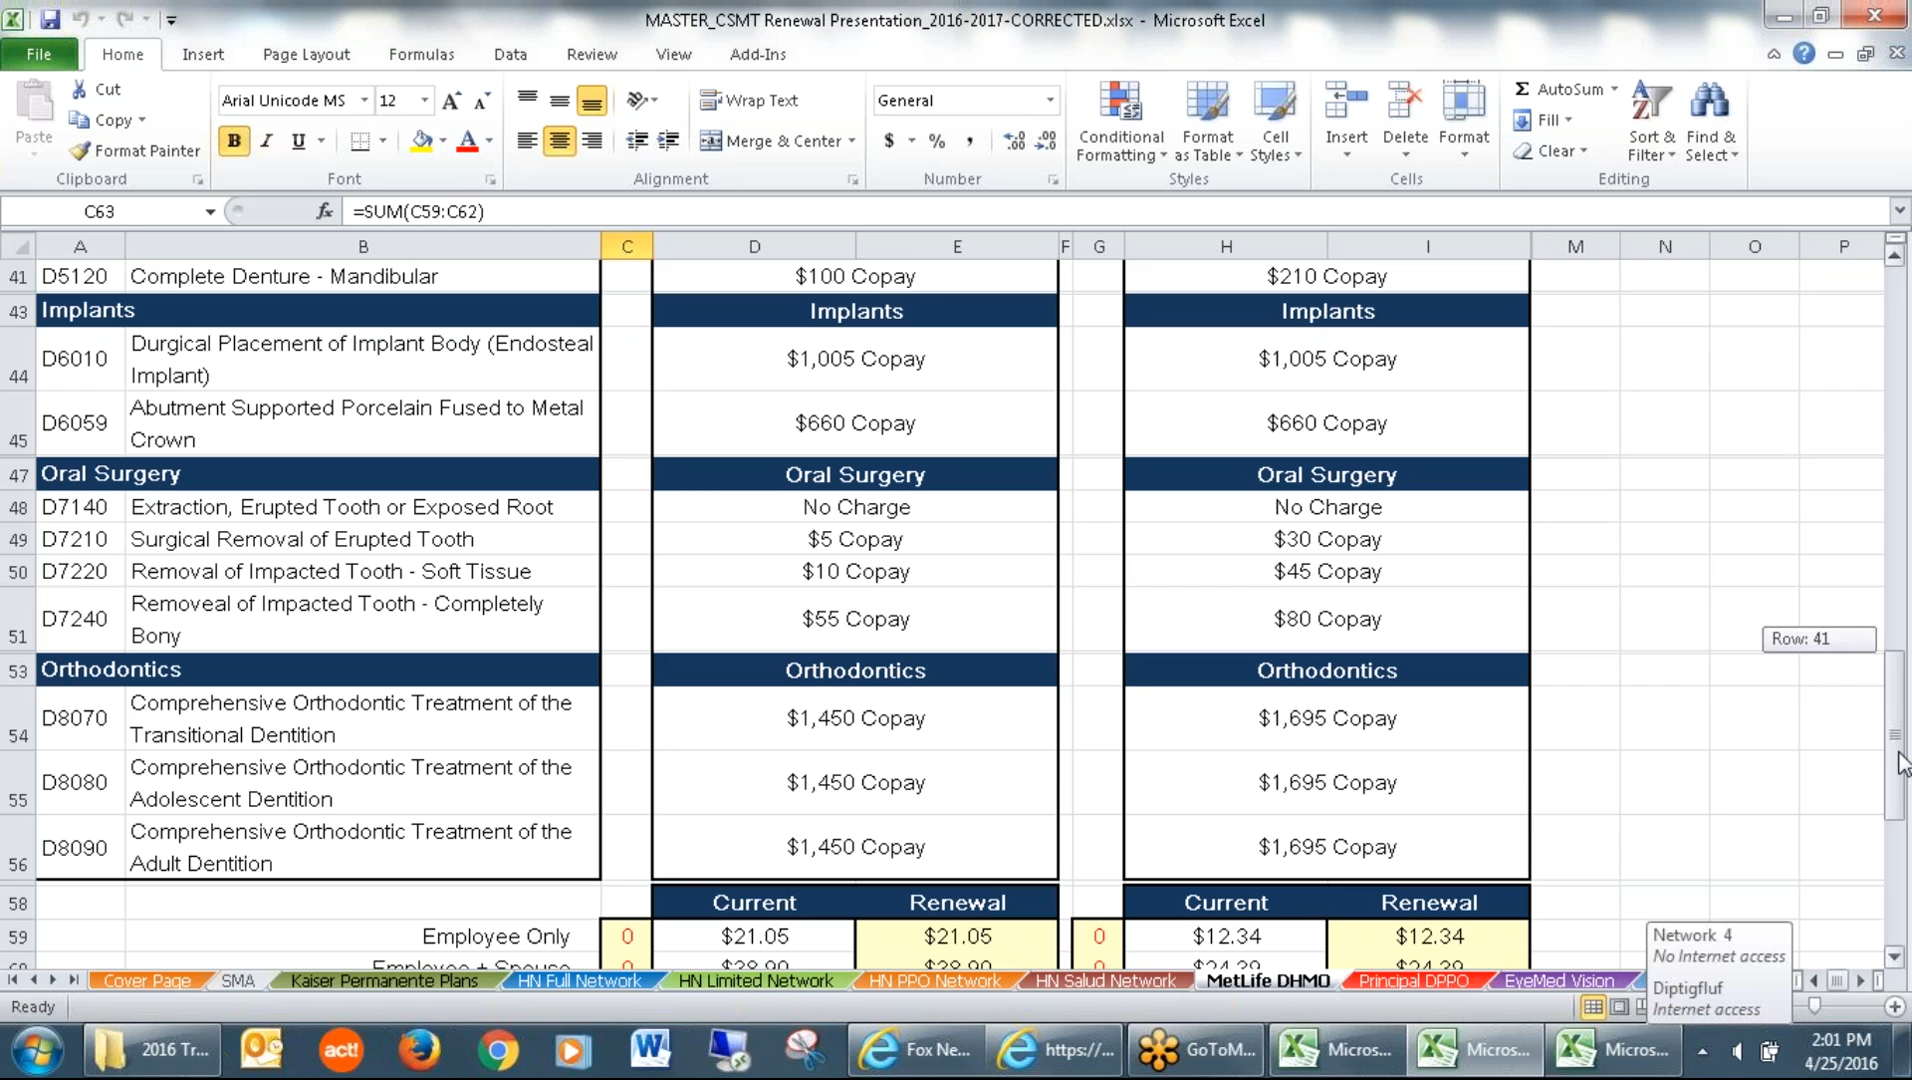 MASTER_CSMT Renewal Presentation_2016-2017-CORRECTED.xlsx - Microsoft Excel
File Home Insert Page Layout Formulas Data Review View Add-Ins
Paste
Cut
Copy
Format Painter
Clipboard
Arial Unicode MS 12
B I U
Font
Wrap Text
Merge & Center
Alignment
General
$ % ,
Number
Conditional Formatting
Format as Table
Cell Styles
Styles
Insert Delete Format
Cells
AutoSum
Fill
Clear
Sort & Filter
Find & Select
Editing
C63 fx =SUM(C59:C62)
A B C D E F G H I M N O P
41 D5120 Complete Denture - Mandibular $100 Copay $210 Copay
43 Implants Implants Implants
44 D6010 Durgical Placement of Implant Body (Endosteal Implant) $1,005 Copay $1,005 Copay
45 D6059 Abutment Supported Porcelain Fused to Metal Crown $660 Copay $660 Copay
47 Oral Surgery Oral Surgery Oral Surgery
48 D7140 Extraction, Erupted Tooth or Exposed Root No Charge No Charge
49 D7210 Surgical Removal of Erupted Tooth $5 Copay $30 Copay
50 D7220 Removal of Impacted Tooth - Soft Tissue $10 Copay $45 Copay
51 D7240 Removeal of Impacted Tooth - Completely Bony $55 Copay $80 Copay
Row: 41
53 Orthodontics Orthodontics Orthodontics
54 D8070 Comprehensive Orthodontic Treatment of the Transitional Dentition $1,450 Copay $1,695 Copay
55 D8080 Comprehensive Orthodontic Treatment of the Adolescent Dentition $1,450 Copay $1,695 Copay
56 D8090 Comprehensive Orthodontic Treatment of the Adult Dentition $1,450 Copay $1,695 Copay
58 Current Renewal Current Renewal
59 Employee Only 0 $21.05 $21.05 0 $12.34 $12.34
60 Employee + Spouse 0 $38.90 $38.90 0 $24.39 $24.39
Network 4
No Internet access
Diptigfluf
Internet access
Cover Page SMA Kaiser Permanente Plans HN Full Network HN Limited Network HN PPO Network HN Salud Network MetLife DHMO Principal DPPO EyeMed Vision
Ready
2016 Tr... act! Fox Ne... https://... GoToM... Micros... Micros... Micros...
2:01 PM
4/25/2016